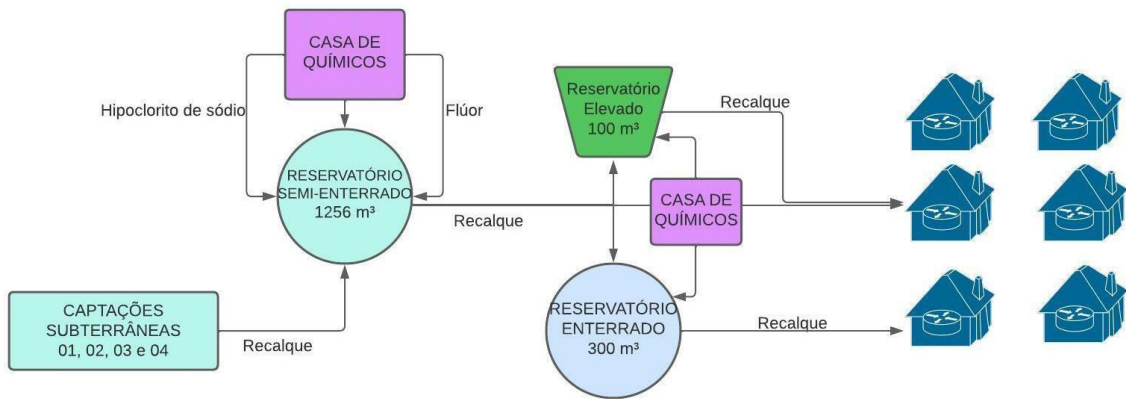 CASA DE
QUÍMICOS
Hipoclorito de sódio
Flúor
RESERVATÓRIO
SEMI-ENTERRADO
1256 m³
Recalque
CAPTAÇÕES
SUBTERRÂNEAS
01, 02, 03 e 04
Recalque
Reservatório
Elevado
100 m³
Recalque
CASA DE
QUÍMICOS
RESERVATÓRIO
ENTERRADO
300 m³
Recalque